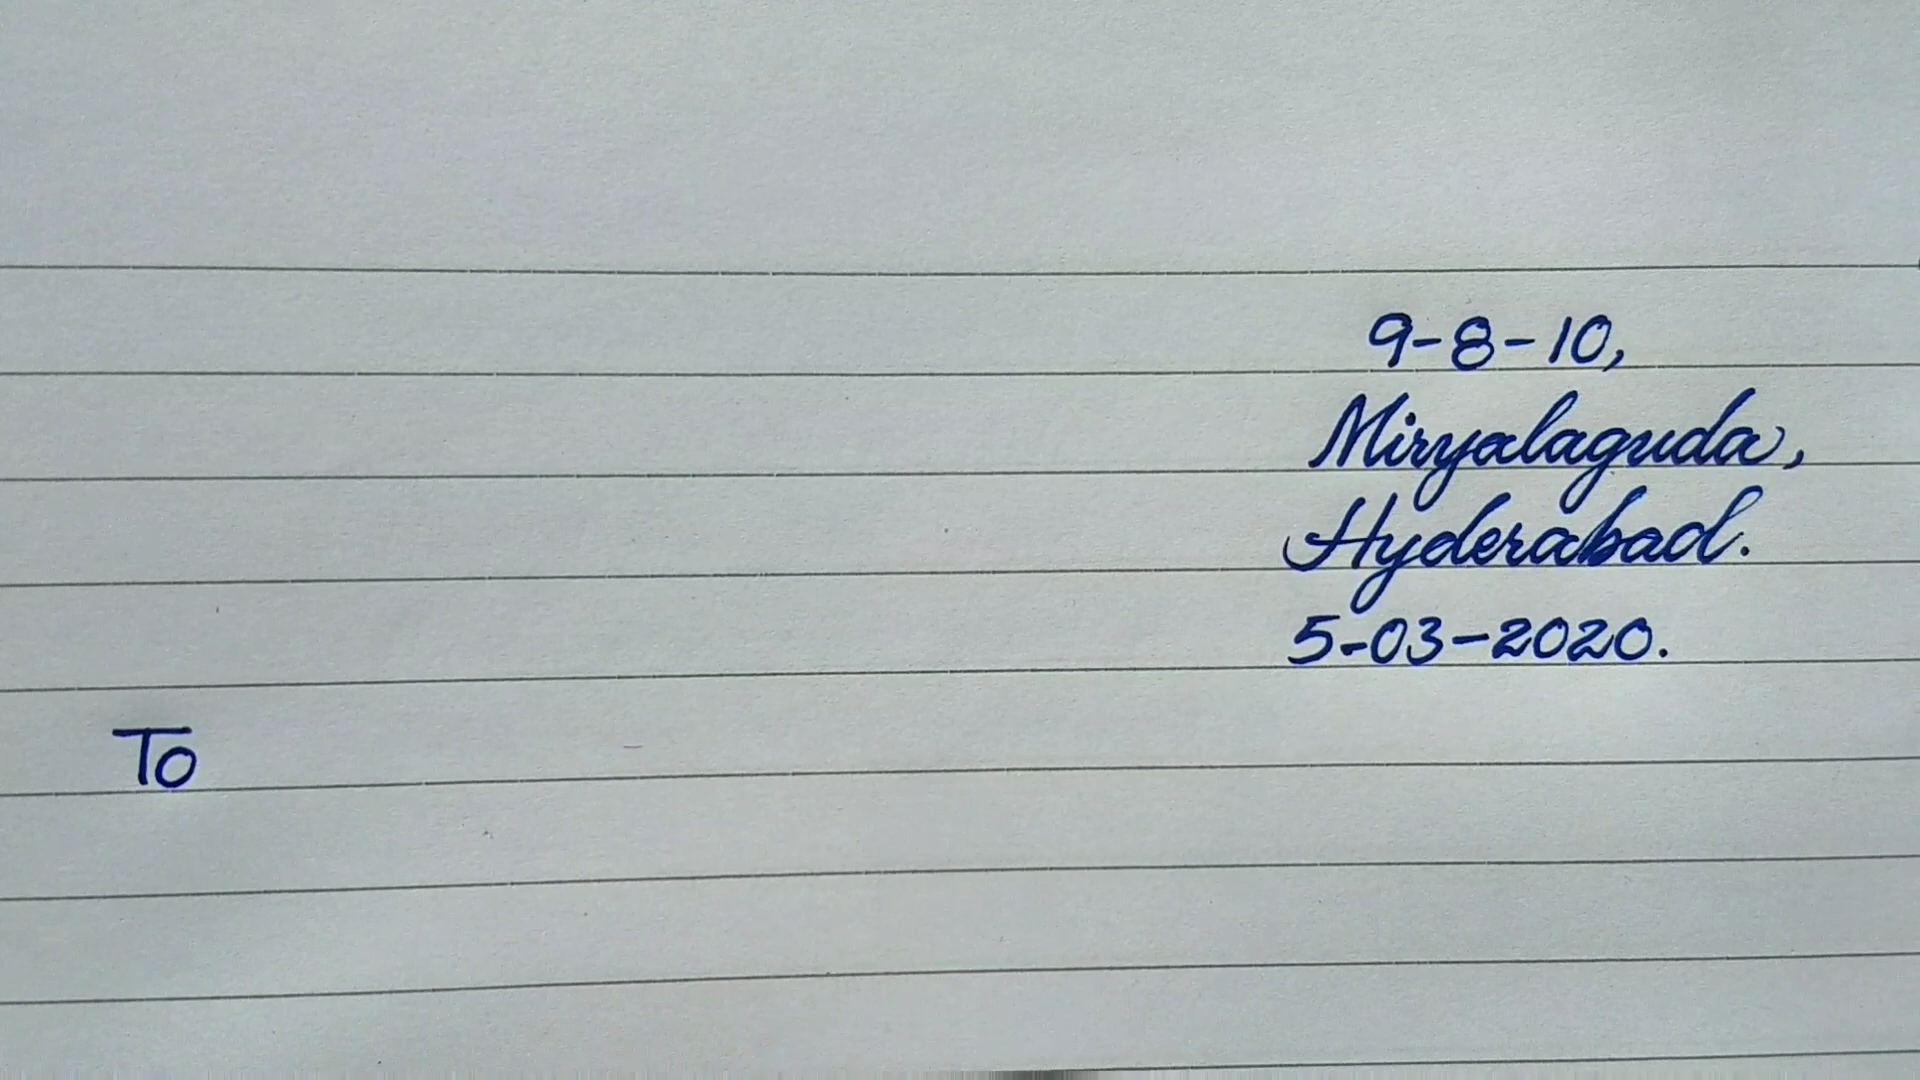 9-8-10,
Miryalaguda,
Hyderabad.
5-03-2020.
To